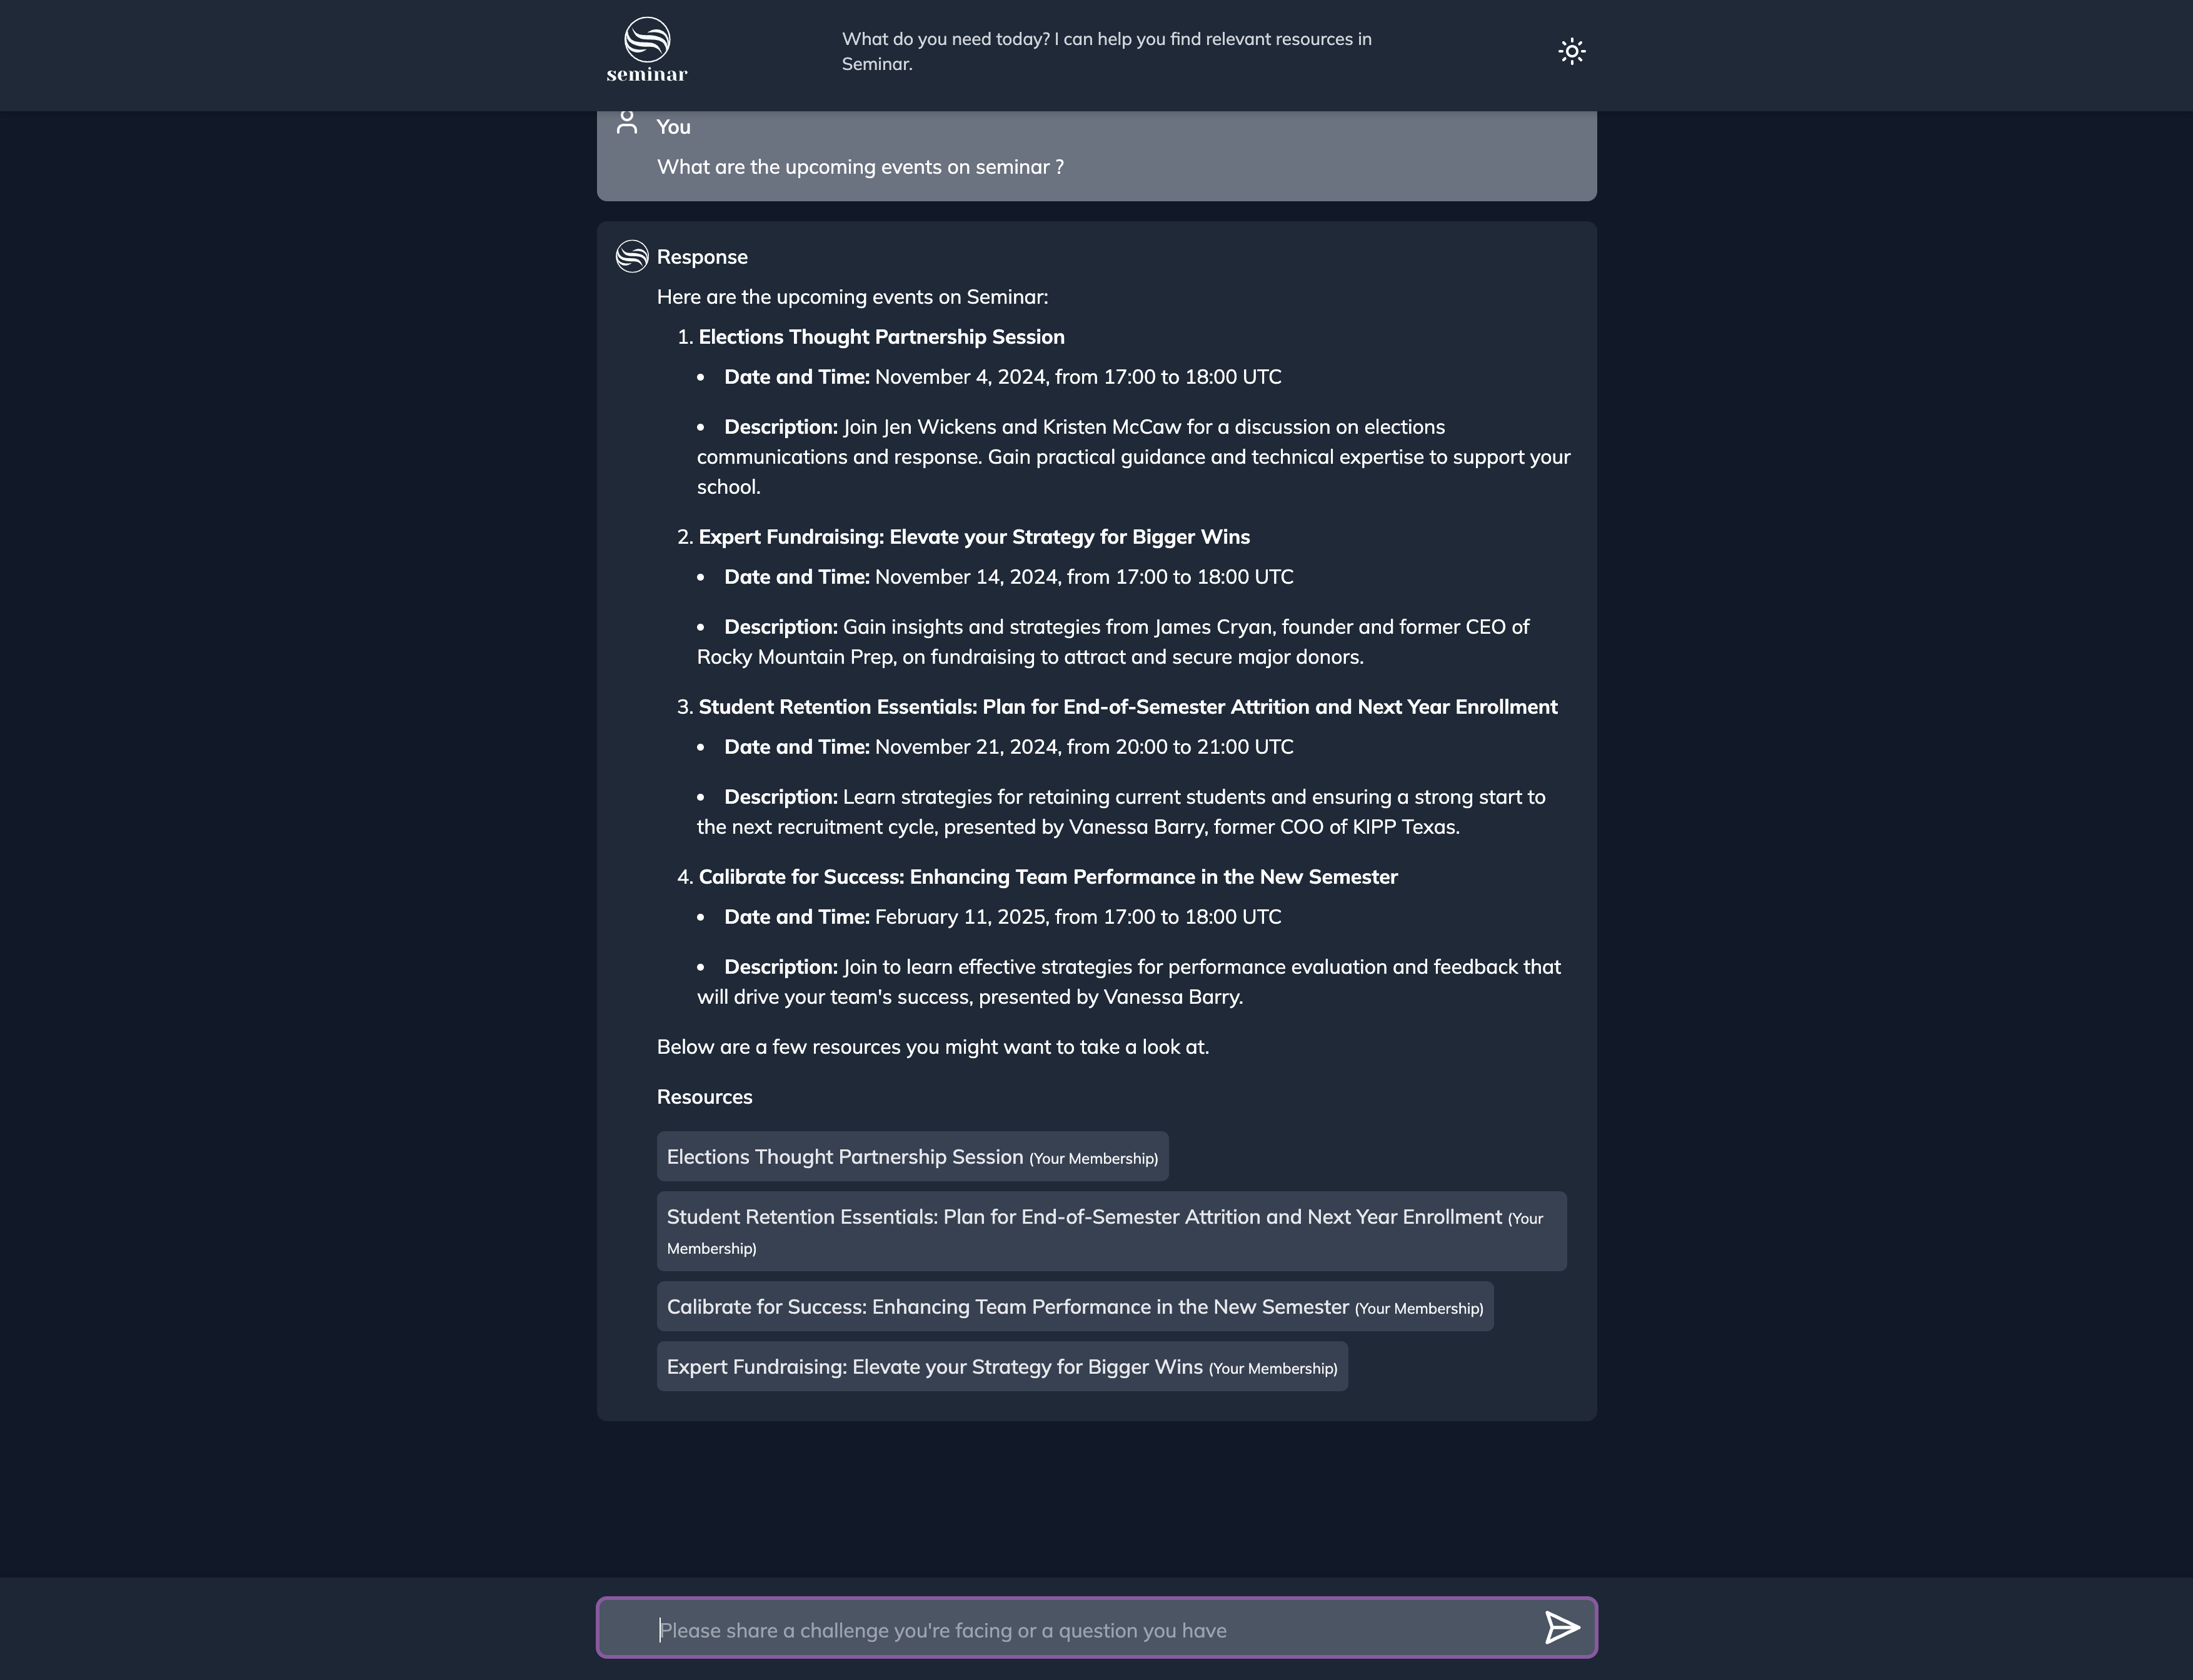 seminar
What do you need today? I can help you find relevant resources in
Seminar.
You
What are the upcoming events on seminar ?
Response
Here are the upcoming events on Seminar:
1. Elections Thought Partnership Session
• Date and Time: November 4, 2024, from 17:00 to 18:00 UTC
• Description: Join Jen Wickens and Kristen McCaw for a discussion on elections
communications and response. Gain practical guidance and technical expertise to support your
school.
2. Expert Fundraising: Elevate your Strategy for Bigger Wins
• Date and Time: November 14, 2024, from 17:00 to 18:00 UTC
• Description: Gain insights and strategies from James Cryan, founder and former CEO of
Rocky Mountain Prep, on fundraising to attract and secure major donors.
3. Student Retention Essentials: Plan for End-of-Semester Attrition and Next Year Enrollment
• Date and Time: November 21, 2024, from 20:00 to 21:00 UTC
• Description: Learn strategies for retaining current students and ensuring a strong start to
the next recruitment cycle, presented by Vanessa Barry, former COO of KIPP Texas.
4. Calibrate for Success: Enhancing Team Performance in the New Semester
• Date and Time: February 11, 2025, from 17:00 to 18:00 UTC
• Description: Join to learn effective strategies for performance evaluation and feedback that
will drive your team's success, presented by Vanessa Barry.
Below are a few resources you might want to take a look at.
Resources
Elections Thought Partnership Session (Your Membership)
Student Retention Essentials: Plan for End-of-Semester Attrition and Next Year Enrollment (Your
Membership)
Calibrate for Success: Enhancing Team Performance in the New Semester (Your Membership)
Expert Fundraising: Elevate your Strategy for Bigger Wins (Your Membership)
Please share a challenge you're facing or a question you have